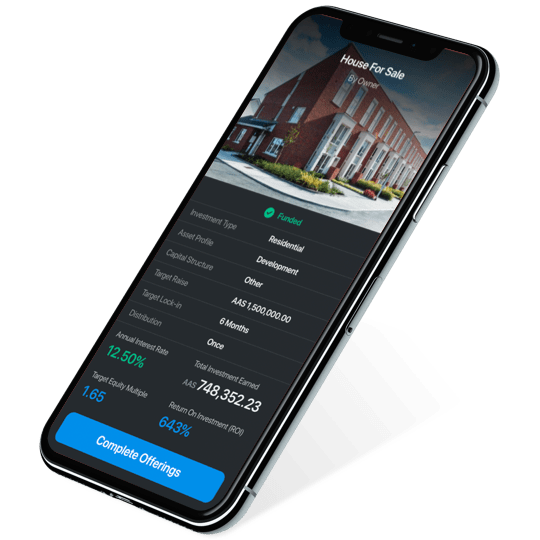 House For Sale
By Owner
Funded
Investment Type Residential
Asset Profile Development
Capital Structure Other
Target Raise AAS 1,500,000.00
Target Lock-in 6 Months
Distribution Once
Annual Interest Rate Total Investment Earned
12.50% AAS 748,352.23
Target Equity Multiple Return On Investment (ROI)
1.65 643%
Complete Offerings